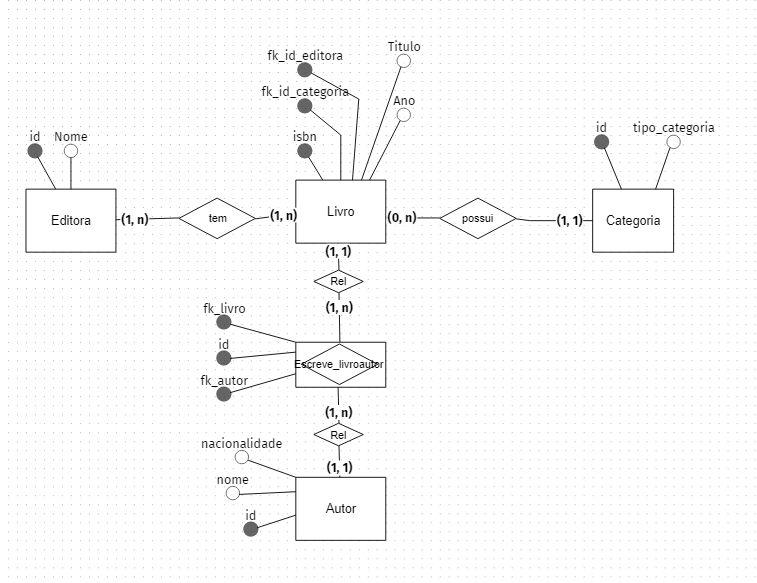 Titulo
fk_id_editora
fk_id_categoria
Ano
isbn
id
Nome
id
tipo_categoria
Editora
(1, n)
tem
(1, n)
Livro
(0, n)
possui
(1, 1)
Categoria
(1, 1)
Rel
(1, n)
fk_livro
id
fk_autor
Escreve_livroautor
(1, n)
Rel
(1, 1)
nacionalidade
nome
id
Autor